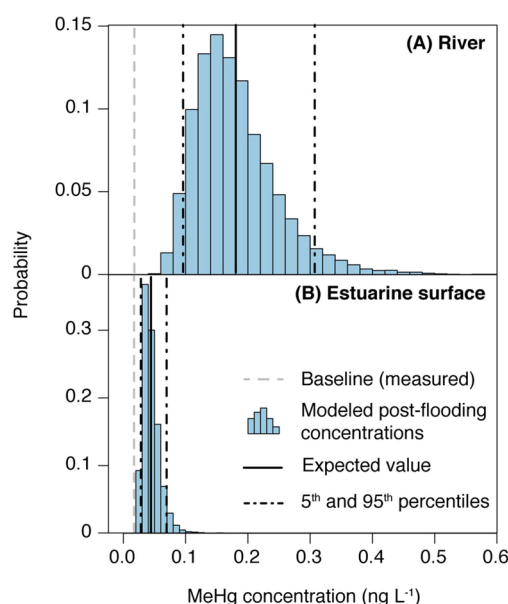 0.15
(A) River
0.1
0.05
0
Probability
(B) Estuarine surface
0.3
0.2
0.1
0
Baseline (measured)
Modeled post-flooding
concentrations
Expected value
5th and 95th percentiles
0.0 0.1 0.2 0.3 0.4 0.5 0.6
MeHg concentration (ng L-1)